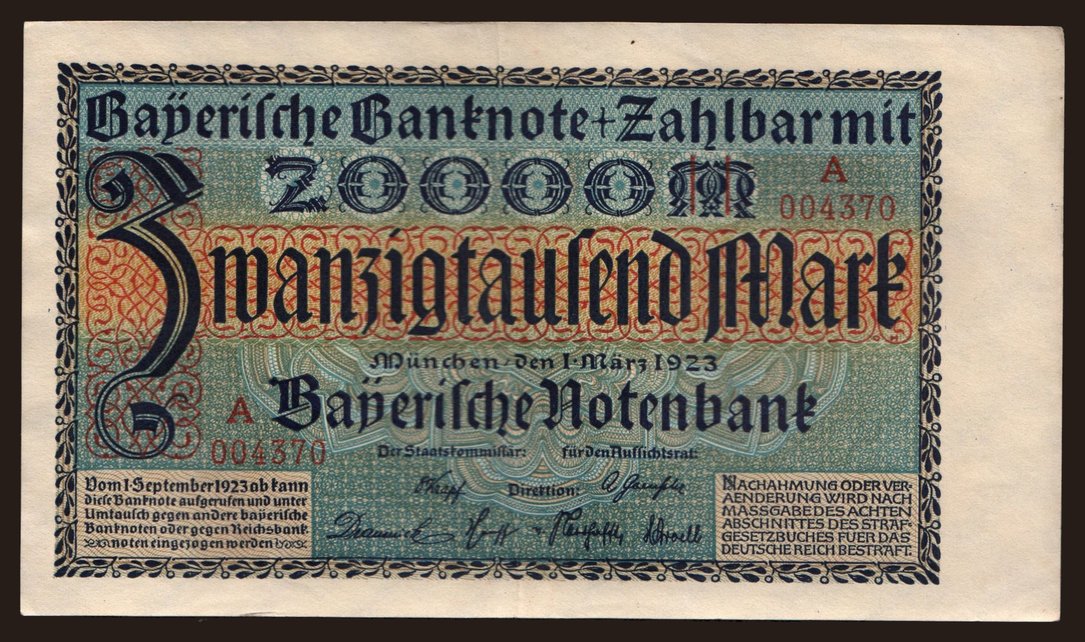 Bayerische Banknote + Zahlbar mit
20000 M
A
004370
Zwanzigtausend Mark
München den 1. März 1923
A Bayerische Notenbank
004370
Der Staatskommissär: für den Aufsichtsrat:
Direktion:
Vom 1. September 1923 ab kann
diese Banknote aufgerufen und unter
Umtausch gegen andere bayerische
Banknoten oder gegen Reichsbank-
noten eingezogen werden
NACHAHMUNG ODER VER-
AENDERUNG WIRD NACH
MASSGABE DES ACHTEN
ABSCHNITTES DES STRAF-
GESETZBUCHES FUER DAS
DEUTSCHE REICH BESTRAFT.